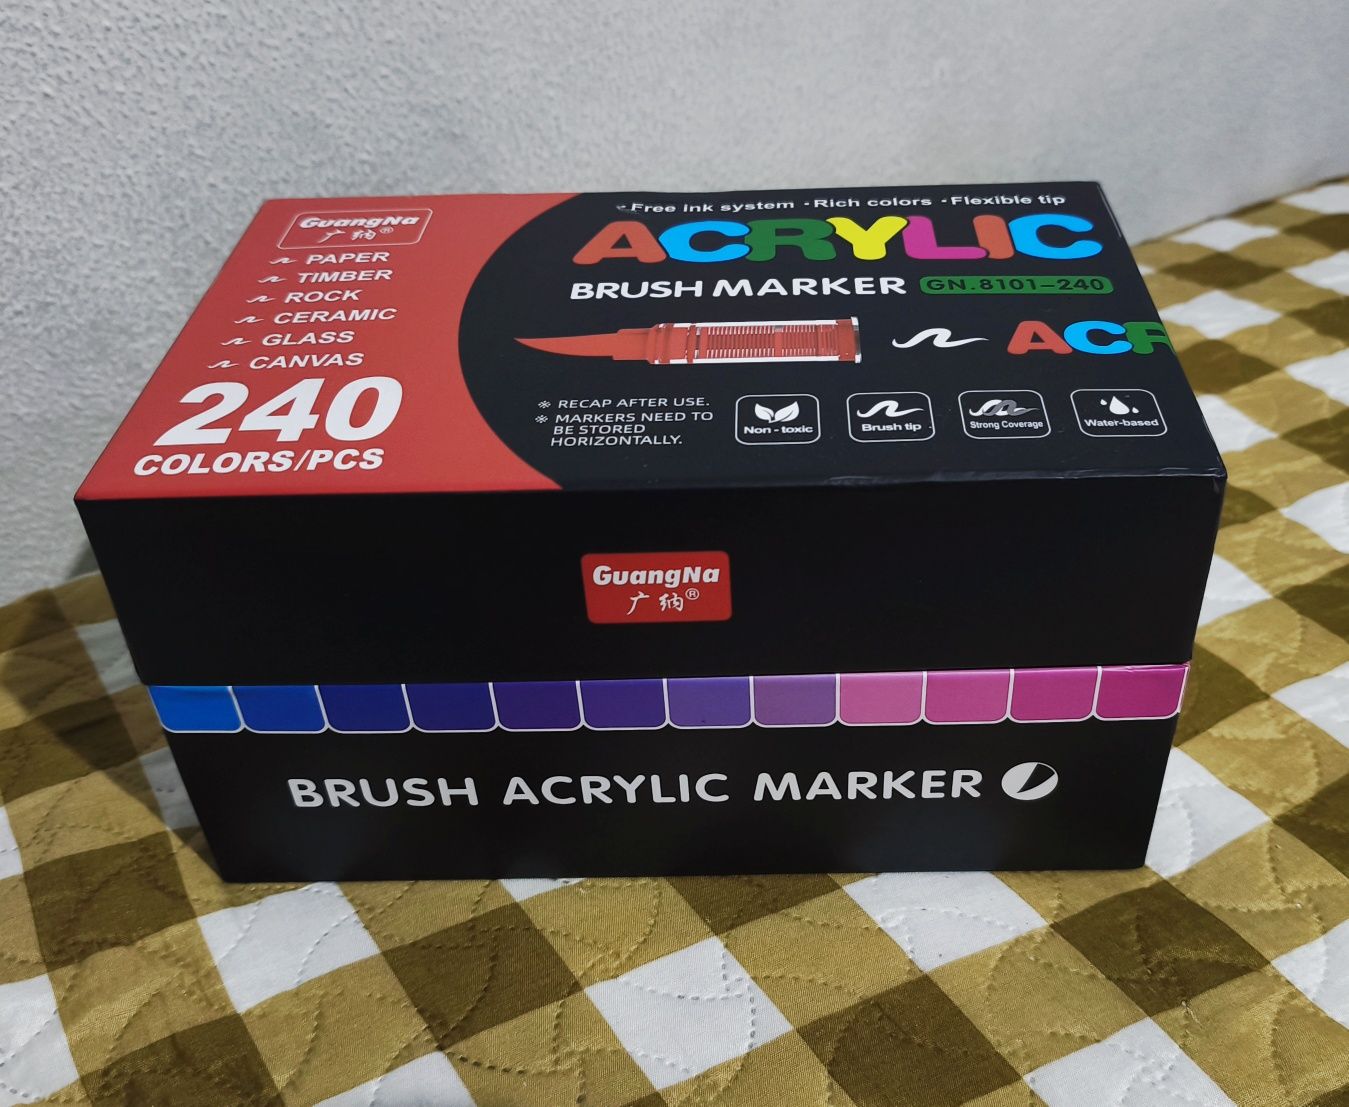 GuangNa
广纳®
PAPER
TIMBER
ROCK
CERAMIC
GLASS
CANVAS
240
COLORS/PCS
Free ink system · Rich colors · Flexible tip
ACRYLIC
BRUSH MARKER GN.8101-240
ACR
※ RECAP AFTER USE.
※ MARKERS NEED TO
BE STORED
HORIZONTALLY.
Non-toxic
Brush tip
Strong Coverage
Water-based
GuangNa
广纳®
BRUSH ACRYLIC MARKER